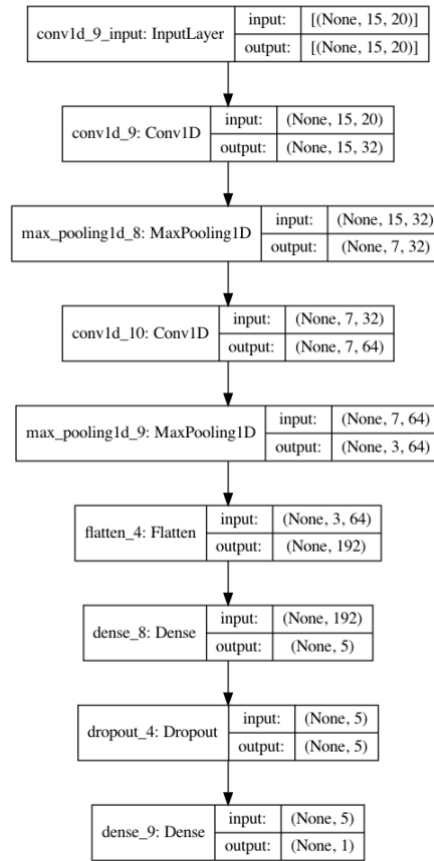 conv1d_9_input: InputLayer
input: [(None, 15, 20)]
output: [(None, 15, 20)]
conv1d_9: Conv1D
input: (None, 15, 20)
output: (None, 15, 32)
max_pooling1d_8: MaxPooling1D
input: (None, 15, 32)
output: (None, 7, 32)
conv1d_10: Conv1D
input: (None, 7, 32)
output: (None, 7, 64)
max_pooling1d_9: MaxPooling1D
input: (None, 7, 64)
output: (None, 3, 64)
flatten_4: Flatten
input: (None, 3, 64)
output: (None, 192)
dense_8: Dense
input: (None, 192)
output: (None, 5)
dropout_4: Dropout
input: (None, 5)
output: (None, 5)
dense_9: Dense
input: (None, 5)
output: (None, 1)